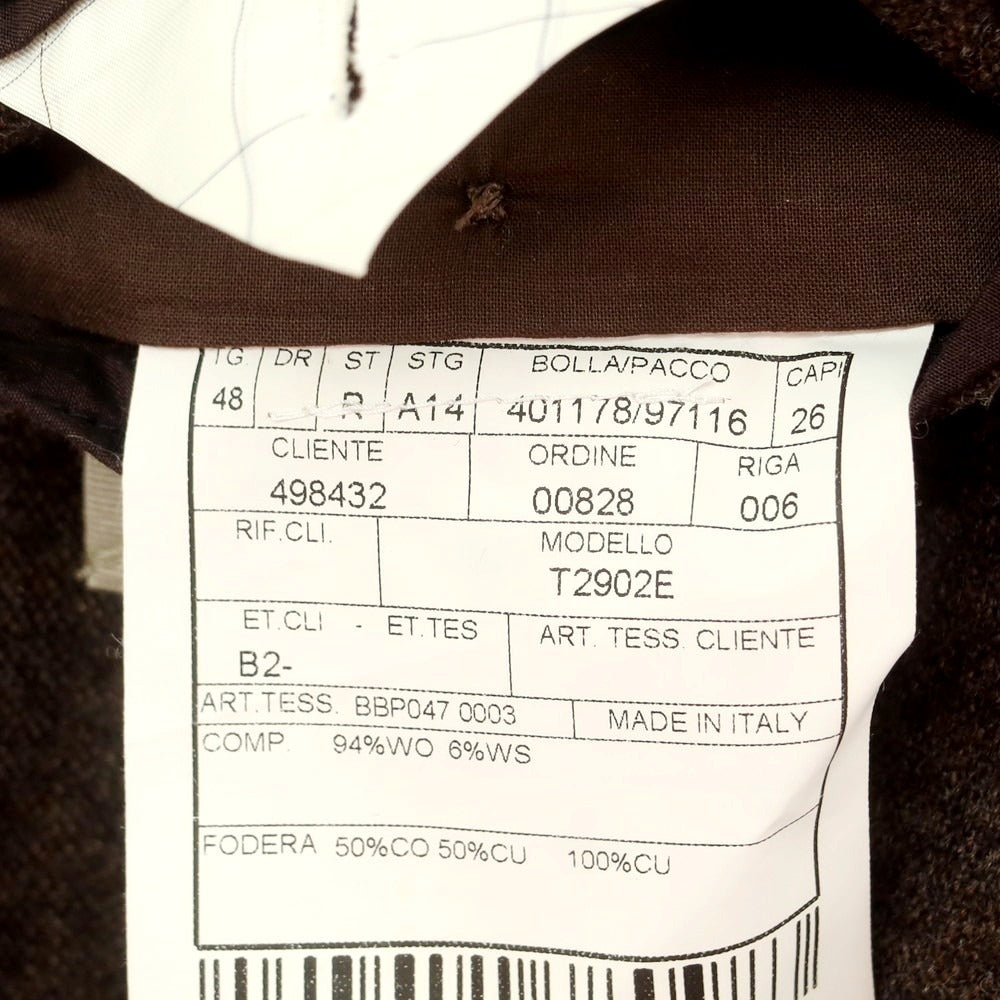 TG DR ST STG BOLLA/PACCO CAPI
48 R A14 401178/97116 26
CLIENTE ORDINE RIGA
498432 00828 006
RIF.CLI. MODELLO
T2902E
ET.CLI - ET.TES ART. TESS. CLIENTE
B2-
ART.TESS. BBP047 0003 MADE IN ITALY
COMP. 94%WO 6%WS
FODERA 50%CO 50%CU 100%CU